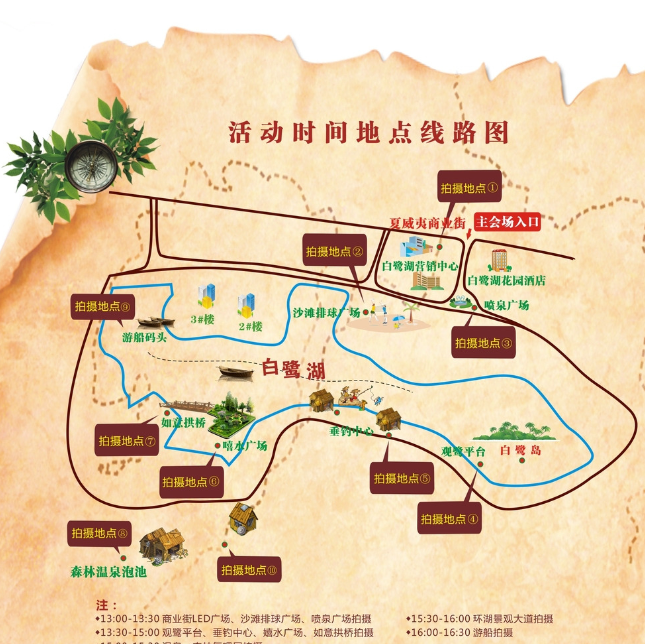 活动时间地点线路图
拍摄地点①
夏威夷商业街
主会场入口
拍摄地点②
白鹭湖营销中心
白鹭湖花园酒店
拍摄地点⑨
3#楼
2#楼
沙滩排球广场
喷泉广场
游船码头
拍摄地点③
白鹭湖
如意拱桥
垂钓中心
拍摄地点⑦
嘻水广场
观鹭平台
白鹭岛
拍摄地点⑥
拍摄地点⑤
拍摄地点④
拍摄地点⑧
森林温泉泡池
拍摄地点⑩
注：
◆13:00-13:30 商业街LED广场、沙滩排球广场、喷泉广场拍摄
◆15:30-16:00 环湖景观大道拍摄
◆13:30-15:00 观鹭平台、垂钓中心、嬉水广场、如意拱桥拍摄
◆16:00-16:30 游船拍摄